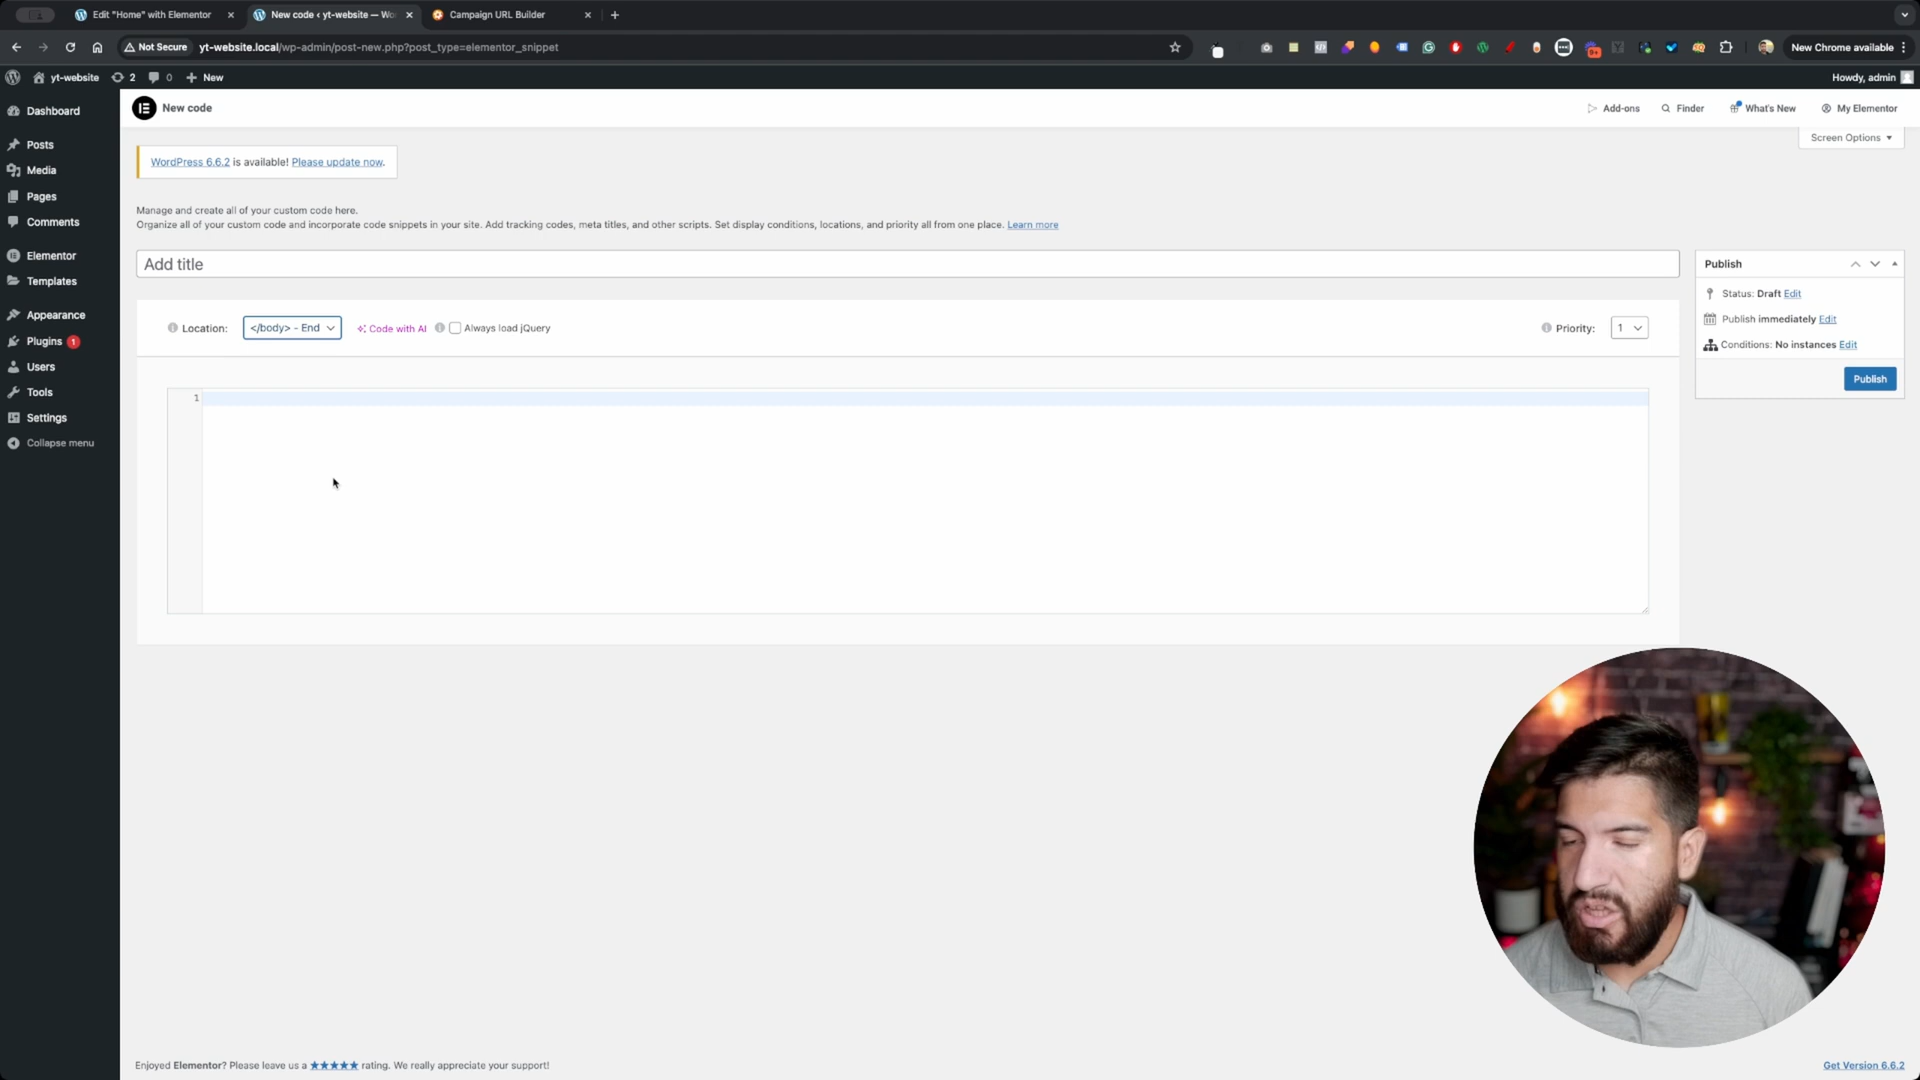 Edit "Home" with Elementor
New code ‹ yt-website — Wo
Campaign URL Builder
Not Secure
yt-website.local/wp-admin/post-new.php?post_type=elementor_snippet
New Chrome available
yt-website
2
0
New
Howdy, admin
Dashboard
Posts
Media
Pages
Comments
Elementor
Templates
Appearance
Plugins 1
Users
Tools
Settings
Collapse menu
New code
Add-ons
Finder
What's New
My Elementor
Screen Options
WordPress 6.6.2 is available! Please update now.
Manage and create all of your custom code here.
Organize all of your custom code and incorporate code snippets in your site. Add tracking codes, meta titles, and other scripts. Set display conditions, locations, and priority all from one place. Learn more
Add title
Location:
</body> - End
Code with AI
Always load jQuery
Priority:
1
1
Publish
Status: Draft Edit
Publish immediately Edit
Conditions: No instances Edit
Publish
Enjoyed Elementor? Please leave us a ★★★★★ rating. We really appreciate your support!
Get Version 6.6.2